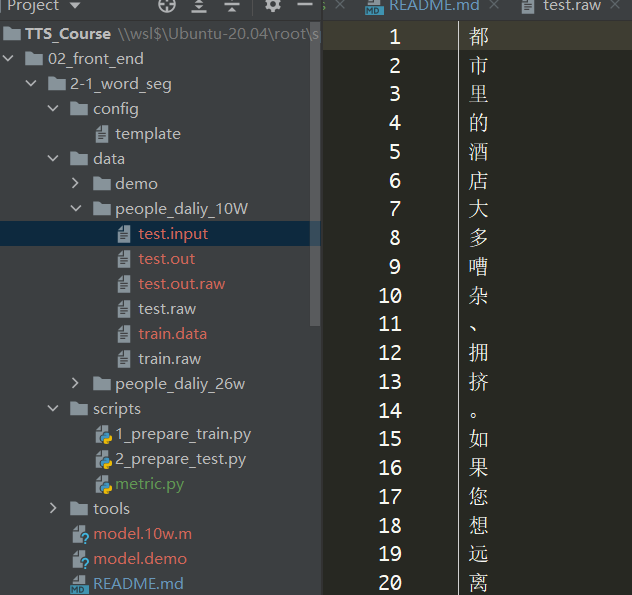 Project
README.md
test.raw
TTS_Course \\wsl$\Ubuntu-20.04\root\s
02_front_end
2-1_word_seg
config
template
data
demo
people_daliy_10W
test.input
test.out
test.out.raw
test.raw
train.data
train.raw
people_daliy_26w
scripts
1_prepare_train.py
2_prepare_test.py
metric.py
tools
model.10w.m
model.demo
README.md
1 都
2 市
3 里
4 的
5 酒
6 店
7 大
8 多
9 嘈
10 杂
11 、
12 拥
13 挤
14 。
15 如
16 果
17 您
18 想
19 远
20 离